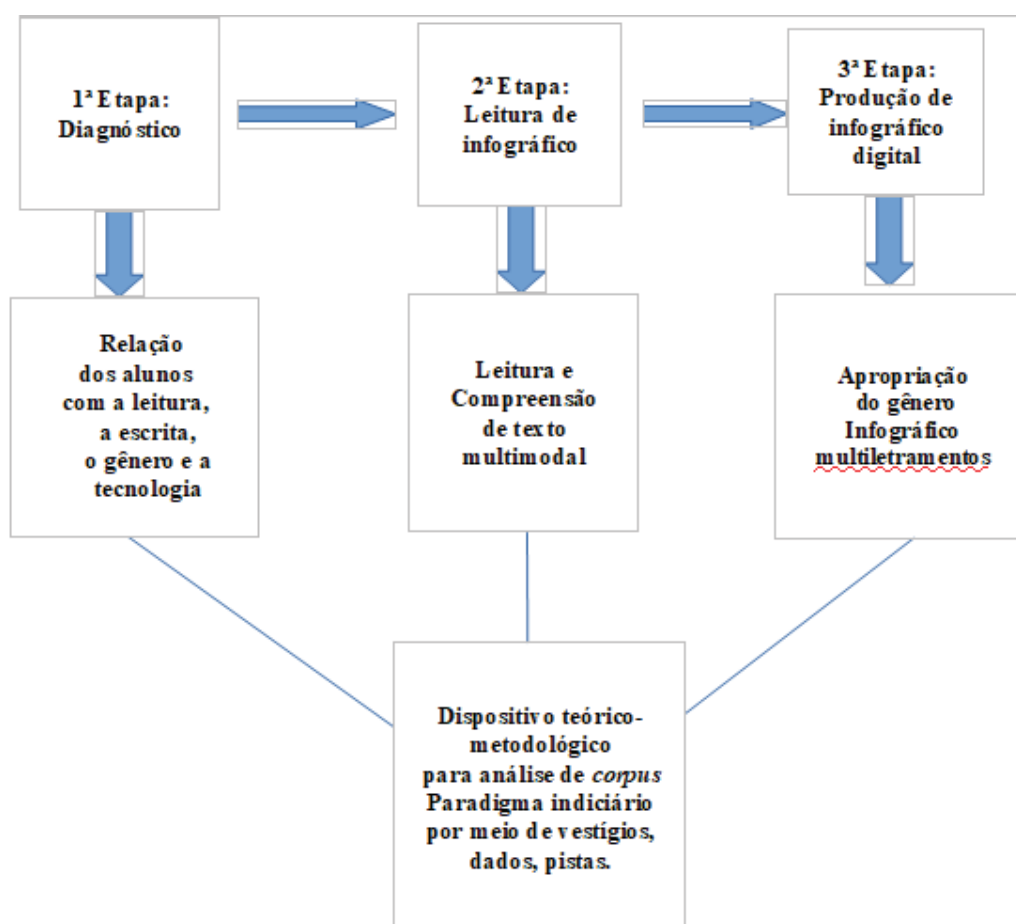 1ª Etapa:
Diagnóstico
2ª Etapa:
Leitura de
infográfico
3ª Etapa:
Produção de
infográfico
digital
Relação
dos alunos
com a leitura,
a escrita,
o gênero e a
tecnologia
Leitura e
Compreensão
de texto
multimodal
Apropriação
do gênero
Infográfico
multiletramentos
Dispositivo teórico-
metodológico
para análise de corpus
Paradigma indiciário
por meio de vestígios,
dados, pistas.